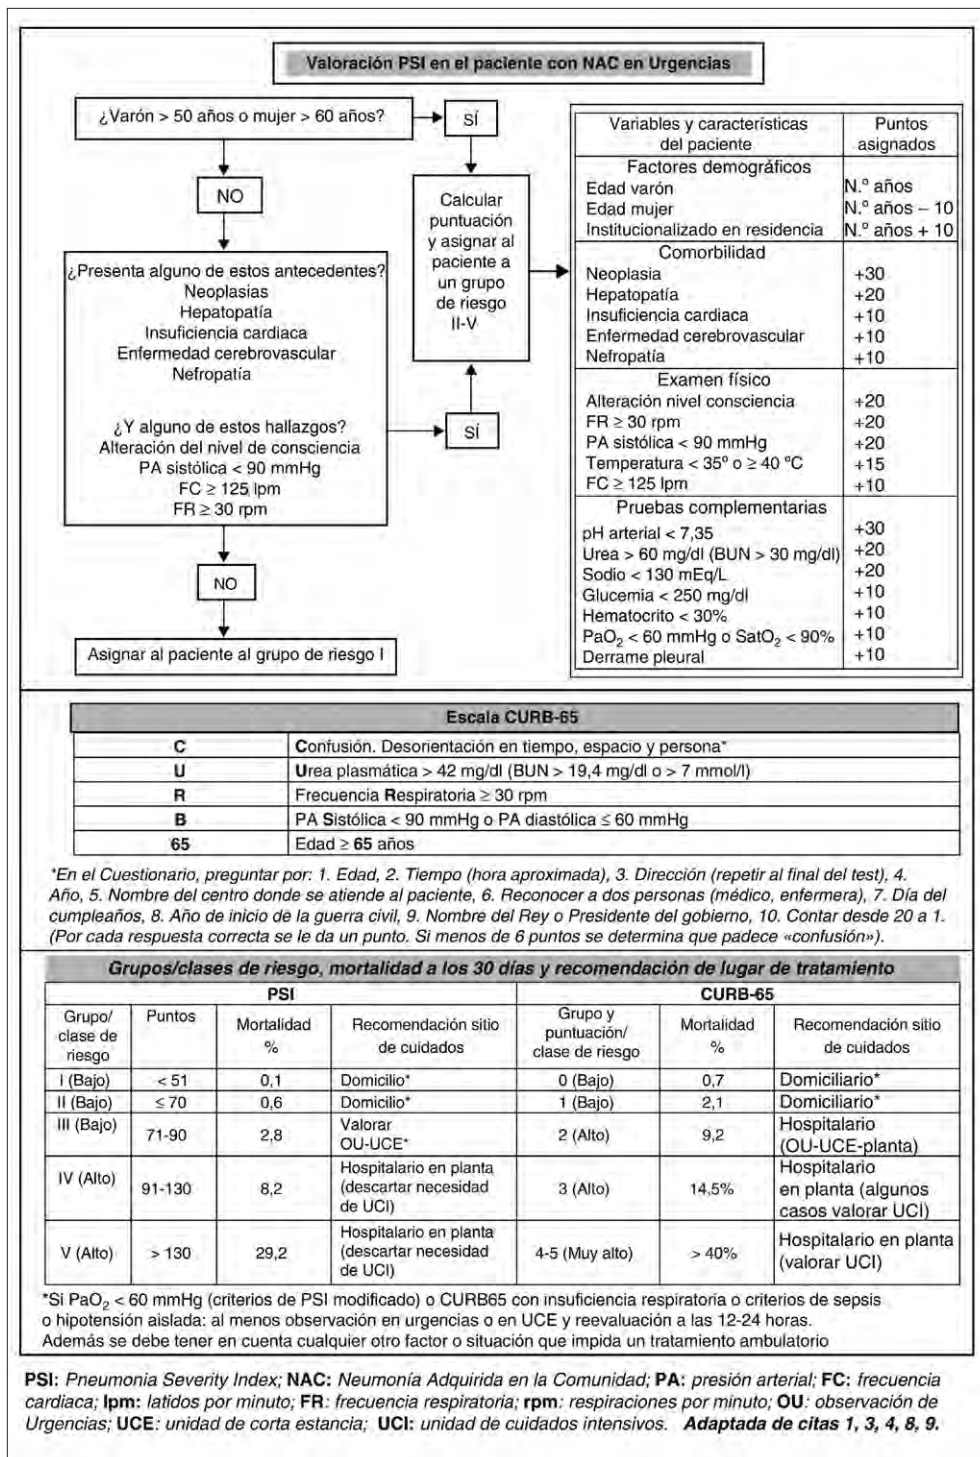 Valoración PSI en el paciente con NAC en Urgencias
¿Varón > 50 años o mujer > 60 años?
SÍ
NO
¿Presenta alguno de estos antecedentes?
Neoplasias
Hepatopatía
Insuficiencia cardiaca
Enfermedad cerebrovascular
Nefropatía
¿Y alguno de estos hallazgos?
Alteración del nivel de consciencia
PA sistólica < 90 mmHg
FC ≥ 125 lpm
FR ≥ 30 rpm
SÍ
NO
Asignar al paciente al grupo de riesgo I
Calcular
puntuación
y asignar al
paciente a
un grupo
de riesgo
II-V
Variables y características del paciente | Puntos asignados
Factores demográficos
Edad varón | N.º años
Edad mujer | N.º años – 10
Institucionalizado en residencia | N.º años + 10
Comorbilidad
Neoplasia | +30
Hepatopatía | +20
Insuficiencia cardiaca | +10
Enfermedad cerebrovascular | +10
Nefropatía | +10
Examen físico
Alteración nivel consciencia | +20
FR ≥ 30 rpm | +20
PA sistólica < 90 mmHg | +20
Temperatura < 35º o ≥ 40 ºC | +15
FC ≥ 125 lpm | +10
Pruebas complementarias
pH arterial < 7,35 | +30
Urea > 60 mg/dl (BUN > 30 mg/dl) | +20
Sodio < 130 mEq/L | +20
Glucemia < 250 mg/dl | +10
Hematocrito < 30% | +10
PaO2 < 60 mmHg o SatO2 < 90% | +10
Derrame pleural | +10
Escala CURB-65
C | Confusión. Desorientación en tiempo, espacio y persona*
U | Urea plasmática > 42 mg/dl (BUN > 19,4 mg/dl o > 7 mmol/l)
R | Frecuencia Respiratoria ≥ 30 rpm
B | PA Sistólica < 90 mmHg o PA diastólica ≤ 60 mmHg
65 | Edad ≥ 65 años
*En el Cuestionario, preguntar por: 1. Edad, 2. Tiempo (hora aproximada), 3. Dirección (repetir al final del test), 4.
Año, 5. Nombre del centro donde se atiende al paciente, 6. Reconocer a dos personas (médico, enfermera), 7. Día del
cumpleaños, 8. Año de inicio de la guerra civil, 9. Nombre del Rey o Presidente del gobierno, 10. Contar desde 20 a 1.
(Por cada respuesta correcta se le da un punto. Si menos de 6 puntos se determina que padece «confusión»).
Grupos/clases de riesgo, mortalidad a los 30 días y recomendación de lugar de tratamiento
PSI | CURB-65
Grupo/ clase de riesgo | Puntos | Mortalidad % | Recomendación sitio de cuidados | Grupo y puntuación/ clase de riesgo | Mortalidad % | Recomendación sitio de cuidados
I (Bajo) | < 51 | 0,1 | Domicilio* | 0 (Bajo) | 0,7 | Domiciliario*
II (Bajo) | ≤ 70 | 0,6 | Domicilio* | 1 (Bajo) | 2,1 | Domiciliario*
III (Bajo) | 71-90 | 2,8 | Valorar OU-UCE* | 2 (Alto) | 9,2 | Hospitalario (OU-UCE-planta)
IV (Alto) | 91-130 | 8,2 | Hospitalario en planta (descartar necesidad de UCI) | 3 (Alto) | 14,5% | Hospitalario en planta (algunos casos valorar UCI)
V (Alto) | > 130 | 29,2 | Hospitalario en planta (descartar necesidad de UCI) | 4-5 (Muy alto) | > 40% | Hospitalario en planta (valorar UCI)
*Si PaO2 < 60 mmHg (criterios de PSI modificado) o CURB65 con insuficiencia respiratoria o criterios de sepsis
o hipotensión aislada: al menos observación en urgencias o en UCE y reevaluación a las 12-24 horas.
Además se debe tener en cuenta cualquier otro factor o situación que impida un tratamiento ambulatorio
PSI: Pneumonia Severity Index; NAC: Neumonía Adquirida en la Comunidad; PA: presión arterial; FC: frecuencia
cardiaca; lpm: latidos por minuto; FR: frecuencia respiratoria; rpm: respiraciones por minuto; OU: observación de
Urgencias; UCE: unidad de corta estancia; UCI: unidad de cuidados intensivos. Adaptada de citas 1, 3, 4, 8, 9.